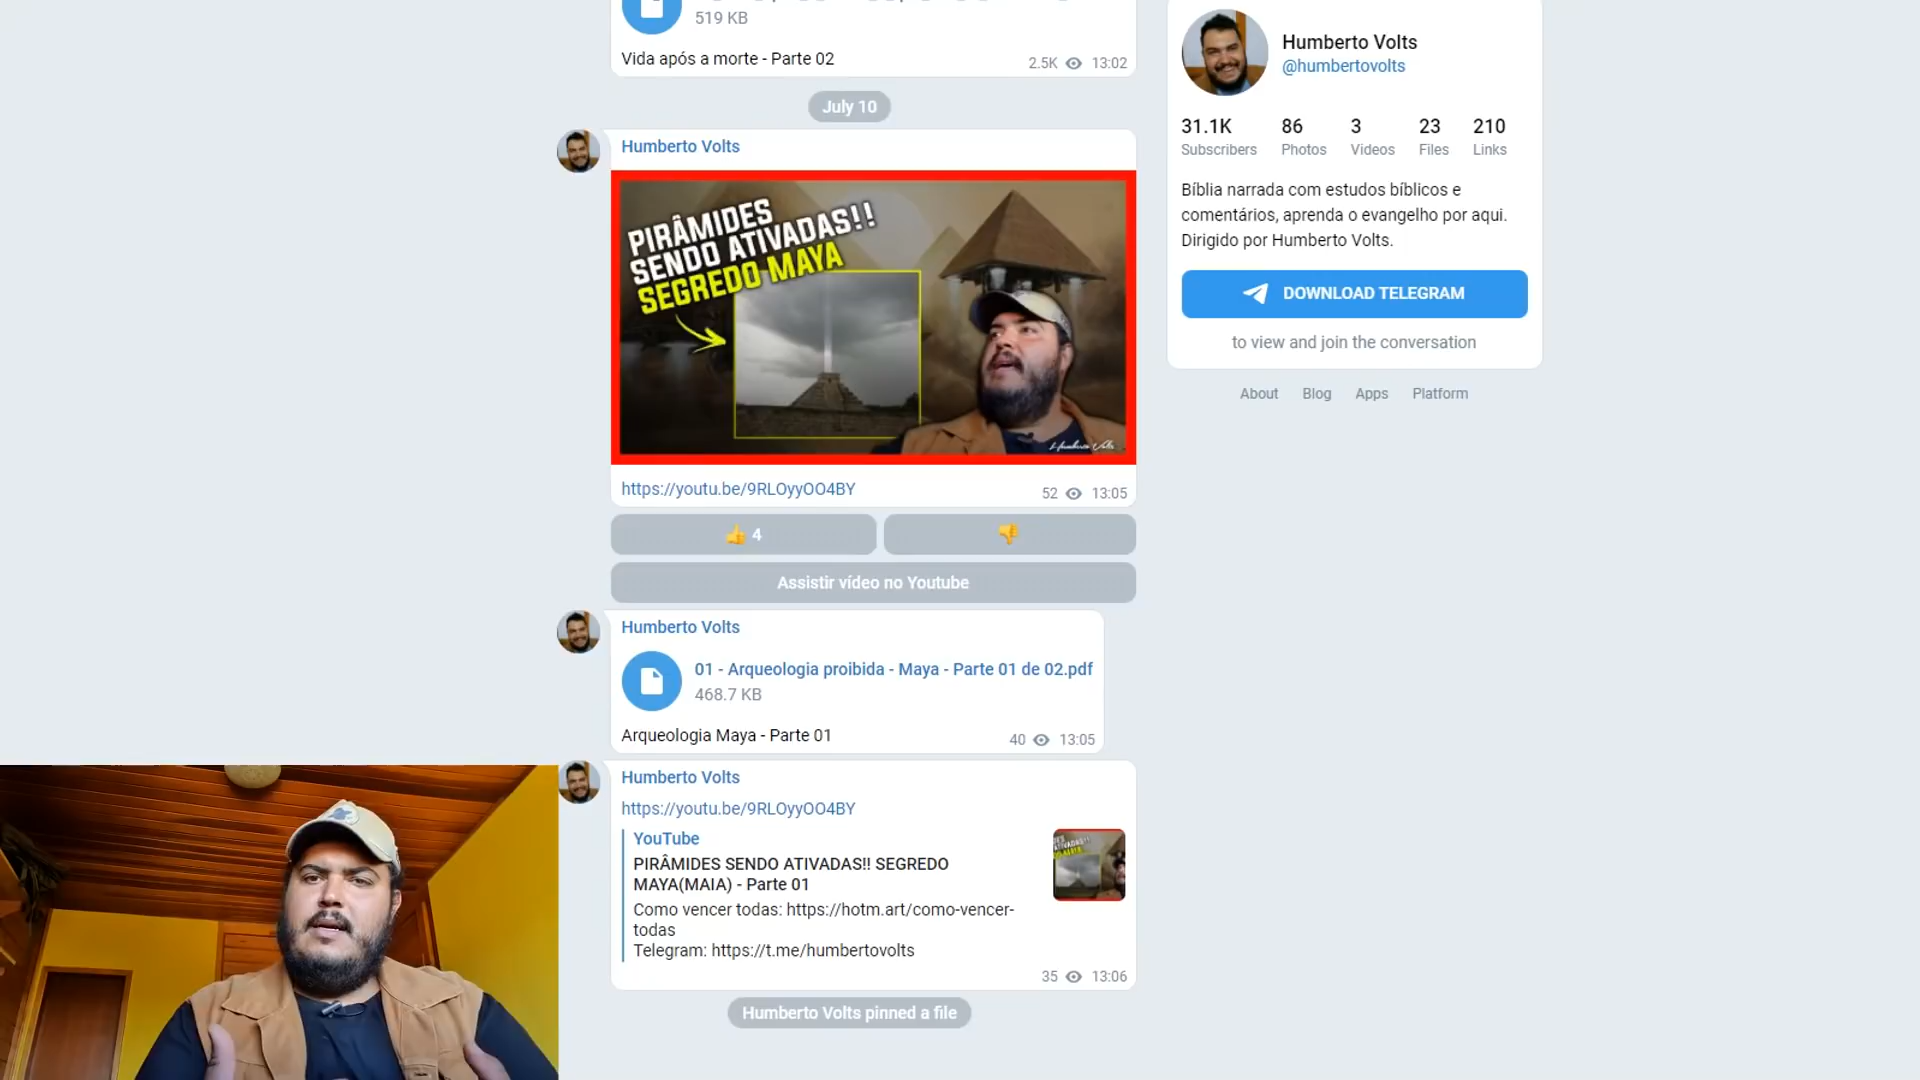 519 KB
Vida após a morte - Parte 02
2.5K 13:02
July 10
Humberto Volts
PIRÂMIDES
SENDO ATIVADAS!!
SEGREDO MAYA
Humberto Volts
https://youtu.be/9RLOyyOO4BY
52 13:05
👍 4
👎
Assistir vídeo no Youtube
Humberto Volts
01 - Arqueologia proibida - Maya - Parte 01 de 02.pdf
468.7 KB
Arqueologia Maya - Parte 01
40 13:05
Humberto Volts
https://youtu.be/9RLOyyOO4BY
YouTube
PIRÂMIDES SENDO ATIVADAS!! SEGREDO
MAYA(MAIA) - Parte 01
Como vencer todas: https://hotm.art/como-vencer-
todas
Telegram: https://t.me/humbertovolts
35 13:06
Humberto Volts pinned a file
Humberto Volts
@humbertovolts
31.1K 86 3 23 210
Subscribers Photos Videos Files Links
Bíblia narrada com estudos bíblicos e
comentários, aprenda o evangelho por aqui.
Dirigido por Humberto Volts.
DOWNLOAD TELEGRAM
to view and join the conversation
About Blog Apps Platform